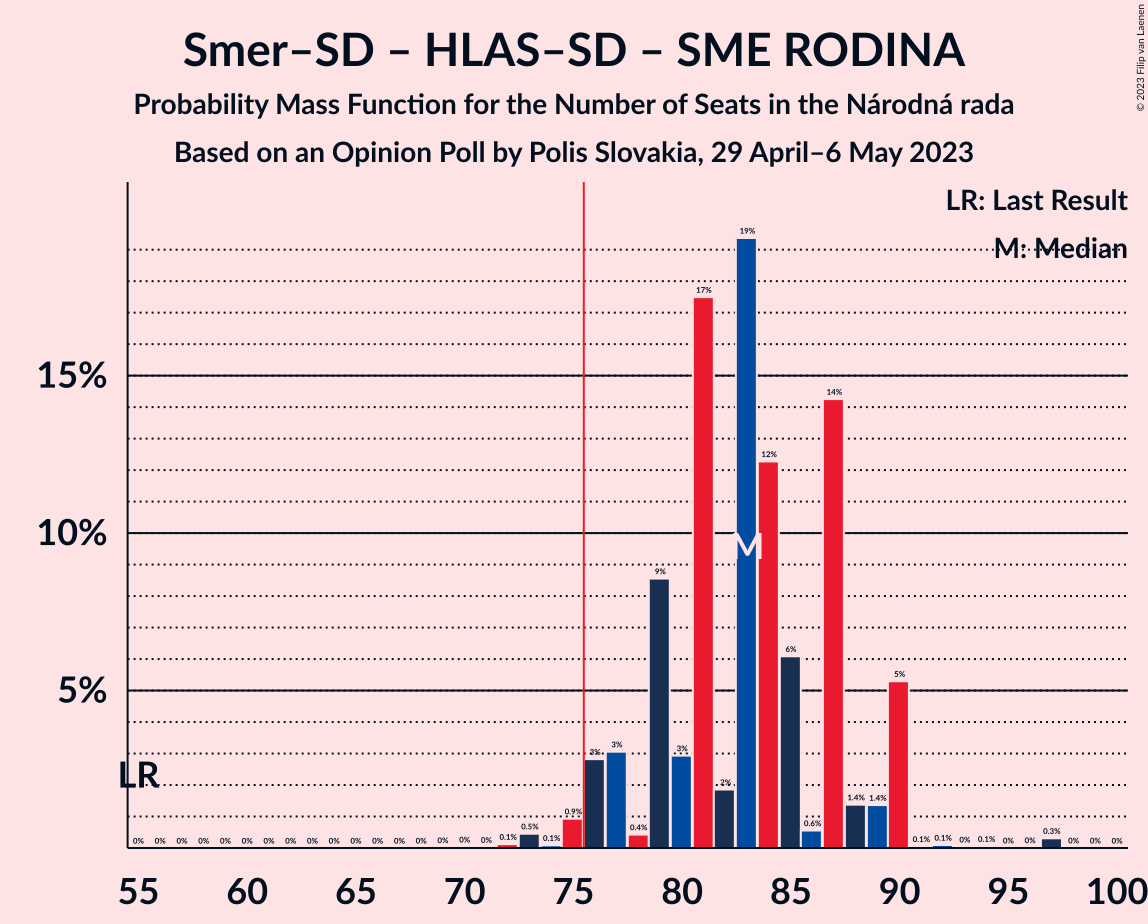 Smer–SD – HLAS–SD – SME RODINA
Probability Mass Function for the Number of Seats in the Národná rada
Based on an Opinion Poll by Polis Slovakia, 29 April–6 May 2023
© 2023 Filip van Laenen
LR: Last Result
M: Median
15%
10%
5%
LR
M
0% 0% 0% 0% 0% 0% 0% 0% 0% 0% 0% 0% 0% 0% 0% 0% 0% 0.1% 0.5% 0.1% 0.9% 3% 3% 0.4% 9% 3% 17% 2% 19% 12% 6% 0.6% 14% 1.4% 1.4% 5% 0.1% 0.1% 0% 0.1% 0% 0% 0.3% 0% 0% 0%
55 60 65 70 75 80 85 90 95 100